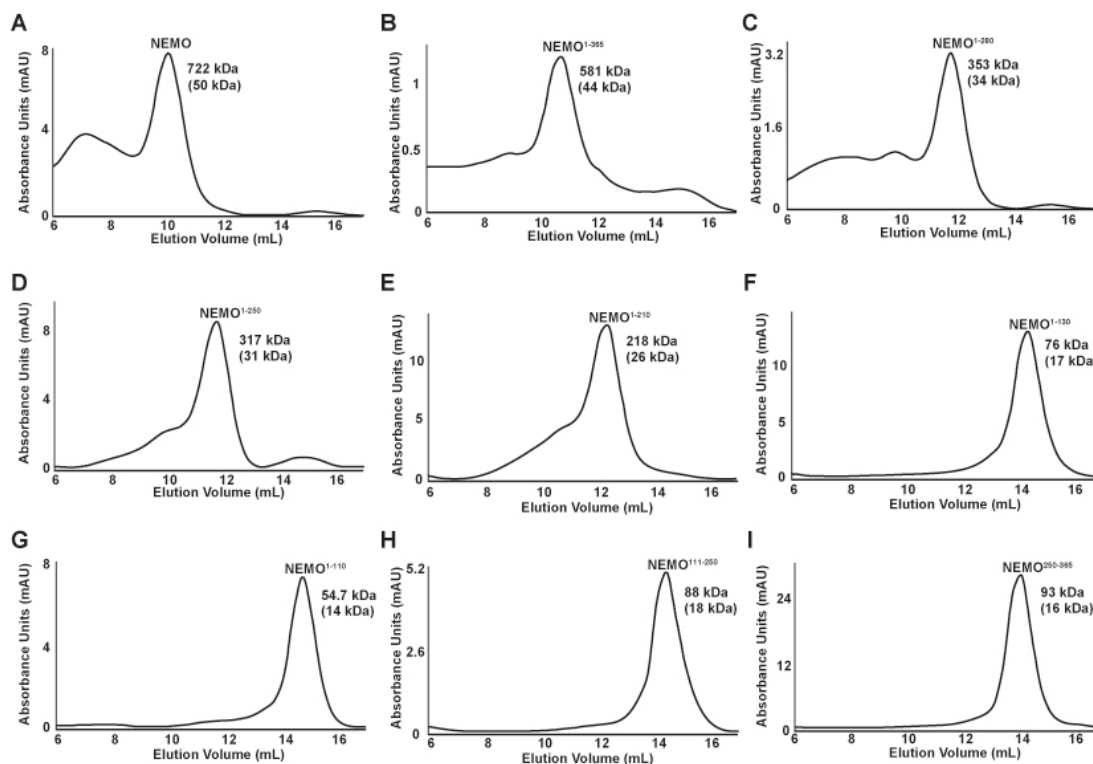 A
NEMO
722 kDa
(50 kDa)
8
4
0
6 8 10 12 14 16
Elution Volume (mL)
Absorbance Units (mAU)
B
NEMO¹⁻³⁶⁵
581 kDa
(44 kDa)
1
0.5
0
6 8 10 12 14 16
Elution Volume (mL)
Absorbance Units (mAU)
C
NEMO¹⁻²⁸⁰
353 kDa
(34 kDa)
3.2
1.6
0
6 8 10 12 14 16
Elution Volume (mL)
Absorbance Units (mAU)
D
NEMO¹⁻²⁵⁰
317 kDa
(31 kDa)
8
4
0
6 8 10 12 14 16
Elution Volume (mL)
Absorbance Units (mAU)
E
NEMO¹⁻²¹⁰
218 kDa
(26 kDa)
10
5
0
6 8 10 12 14 16
Elution Volume (mL)
Absorbance Units (mAU)
F
NEMO¹⁻¹³⁰
76 kDa
(17 kDa)
10
5
0
6 8 10 12 14 16
Elution Volume (mL)
Absorbance Units (mAU)
G
NEMO¹⁻¹¹⁰
54.7 kDa
(14 kDa)
8
4
0
6 8 10 12 14 16
Elution Volume (mL)
Absorbance Units (mAU)
H
NEMO¹¹¹⁻²⁵⁰
88 kDa
(18 kDa)
5.2
2.6
0
6 8 10 12 14 16
Elution Volume (mL)
Absorbance Units (mAU)
I
NEMO²⁵⁰⁻³⁶⁵
93 kDa
(16 kDa)
24
12
0
6 8 10 12 14 16
Elution Volume (mL)
Absorbance Units (mAU)